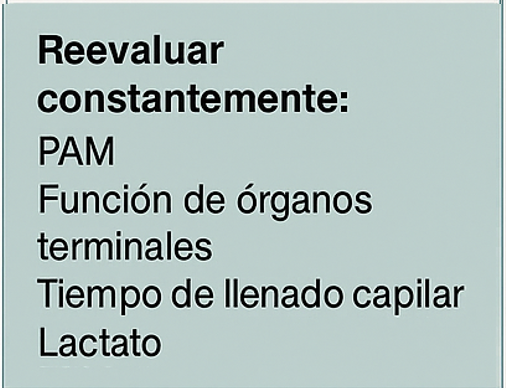 Reevaluar
constantemente:
PAM
Función de órganos
terminales
Tiempo de llenado capilar
Lactato